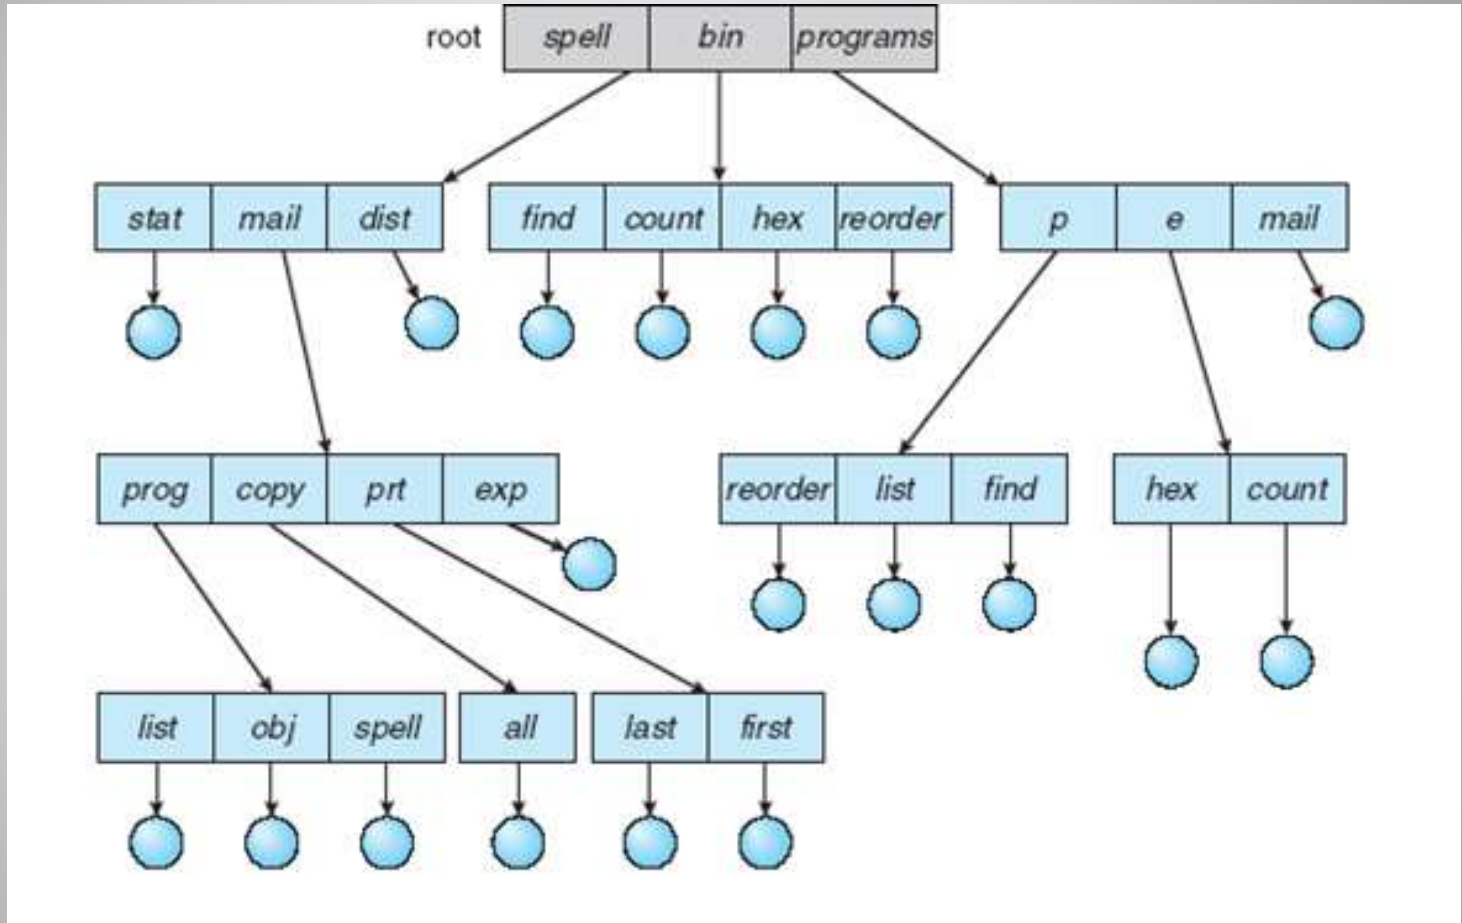 root spell bin programs
stat mail dist find count hex reorder p e mail
prog copy prt exp reorder list find hex count
list obj spell all last first